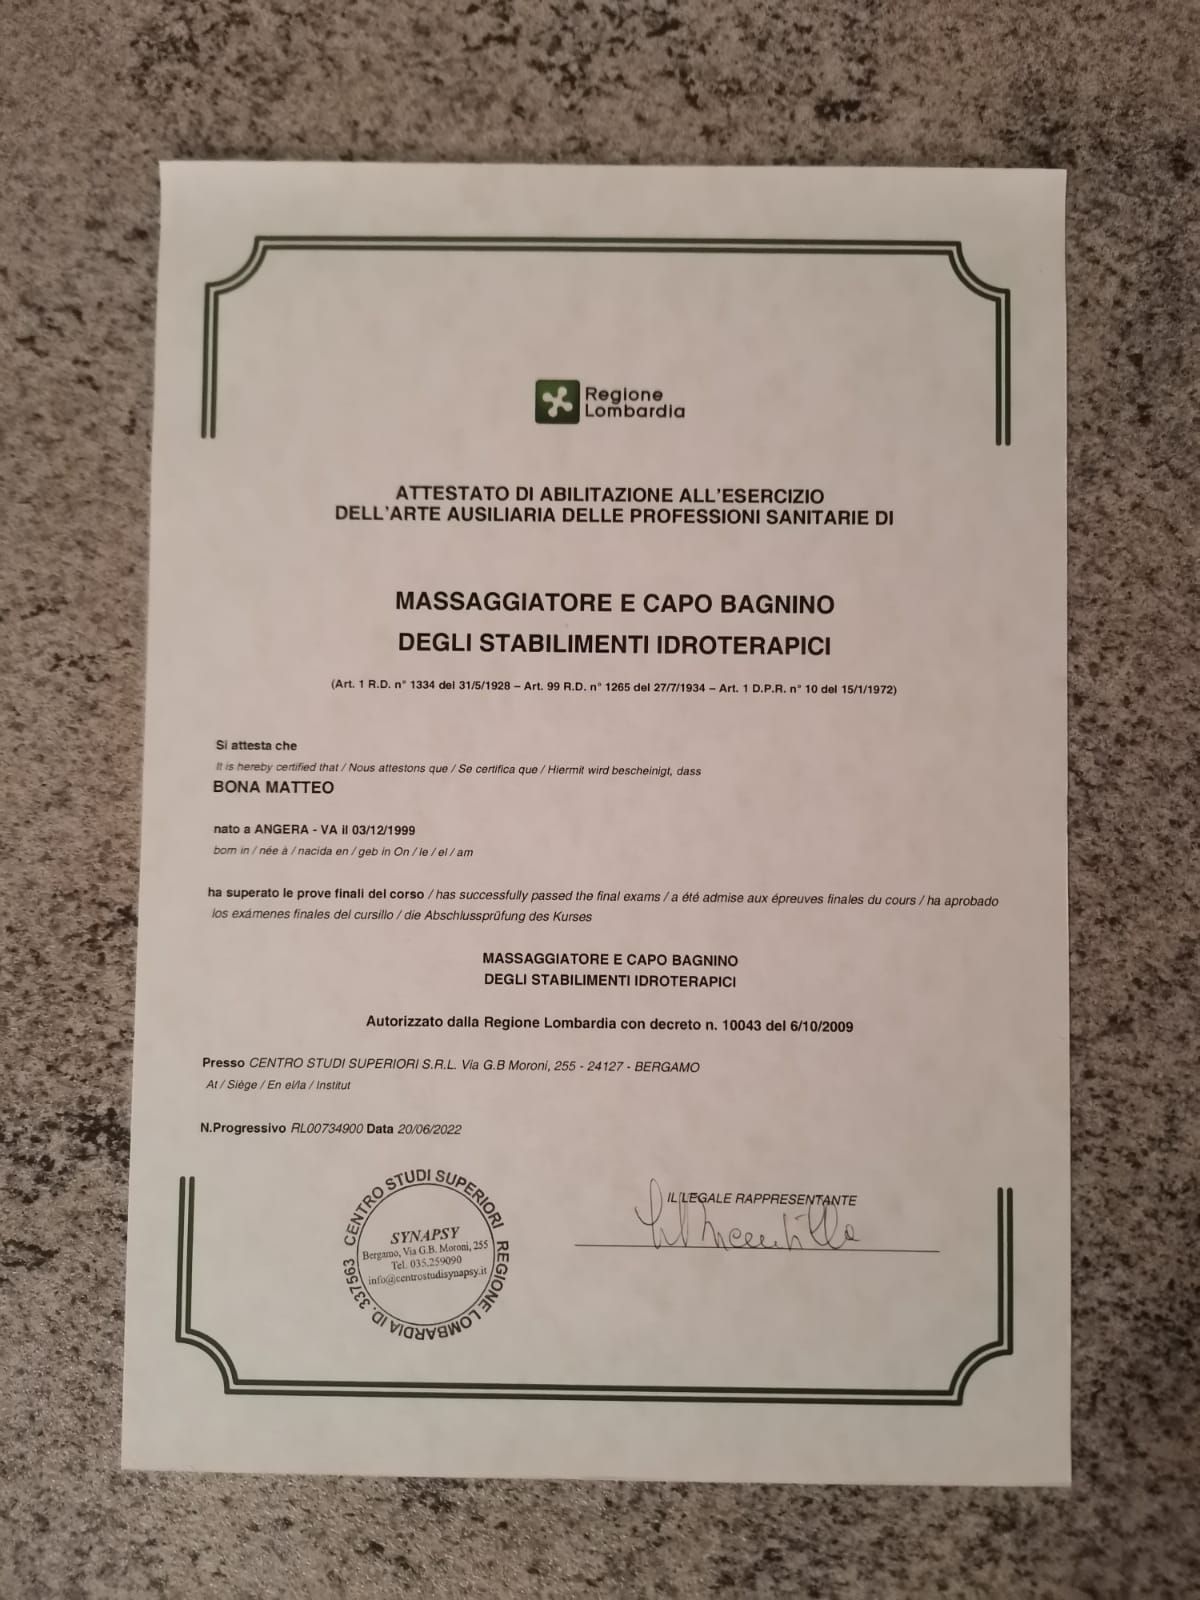 Regione
Lombardia
ATTESTATO DI ABILITAZIONE ALL'ESERCIZIO
DELL'ARTE AUSILIARIA DELLE PROFESSIONI SANITARIE DI
MASSAGGIATORE E CAPO BAGNINO
DEGLI STABILIMENTI IDROTERAPICI
(Art. 1 R.D. n° 1334 del 31/5/1928 – Art. 99 R.D. n° 1265 del 27/7/1934 – Art. 1 D.P.R. n° 10 del 15/1/1972)
Si attesta che
It is hereby certified that / Nous attestons que / Se certifica que / Hiermit wird bescheinigt, dass
BONA MATTEO
nato a ANGERA - VA il 03/12/1999
born in / née à / nacida en / geb in On / le / el / am
ha superato le prove finali del corso / has successfully passed the final exams / a été admise aux épreuves finales du cours / ha aprobado
los exámenes finales del cursillo / die Abschlussprüfung des Kurses
MASSAGGIATORE E CAPO BAGNINO
DEGLI STABILIMENTI IDROTERAPICI
Autorizzato dalla Regione Lombardia con decreto n. 10043 del 6/10/2009
Presso CENTRO STUDI SUPERIORI S.R.L. Via G.B Moroni, 255 - 24127 - BERGAMO
At / Siège / En el/la / Institut
N.Progressivo RL00734900 Data 20/06/2022
CENTRO STUDI SUPERIORI REGIONE LOMBARDIA ID. 337563
SYNAPSY
Bergamo, Via G.B. Moroni, 255
Tel. 035.259090
info@centrostudisynapsy.it
IL LEGALE RAPPRESENTANTE